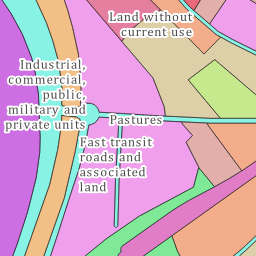 Land without
current use
Industrial,
commercial,
public,
military and
private units
Pastures
Fast transit
roads and
associated
land